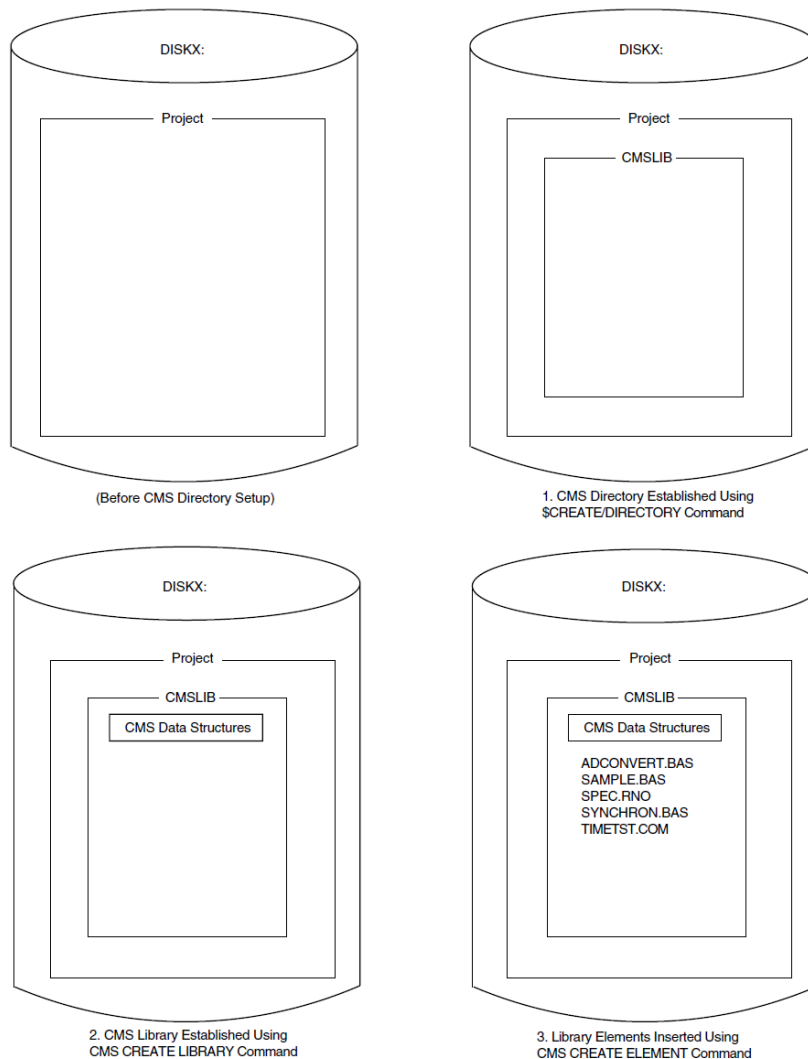 DISKX:
Project
(Before CMS Directory Setup)
DISKX:
Project
CMSLIB
1. CMS Directory Established Using
$CREATE/DIRECTORY Command
DISKX:
Project
CMSLIB
CMS Data Structures
2. CMS Library Established Using
CMS CREATE LIBRARY Command
DISKX:
Project
CMSLIB
CMS Data Structures
ADCONVERT.BAS
SAMPLE.BAS
SPEC.RNO
SYNCHRON.BAS
TIMETST.COM
3. Library Elements Inserted Using
CMS CREATE ELEMENT Command